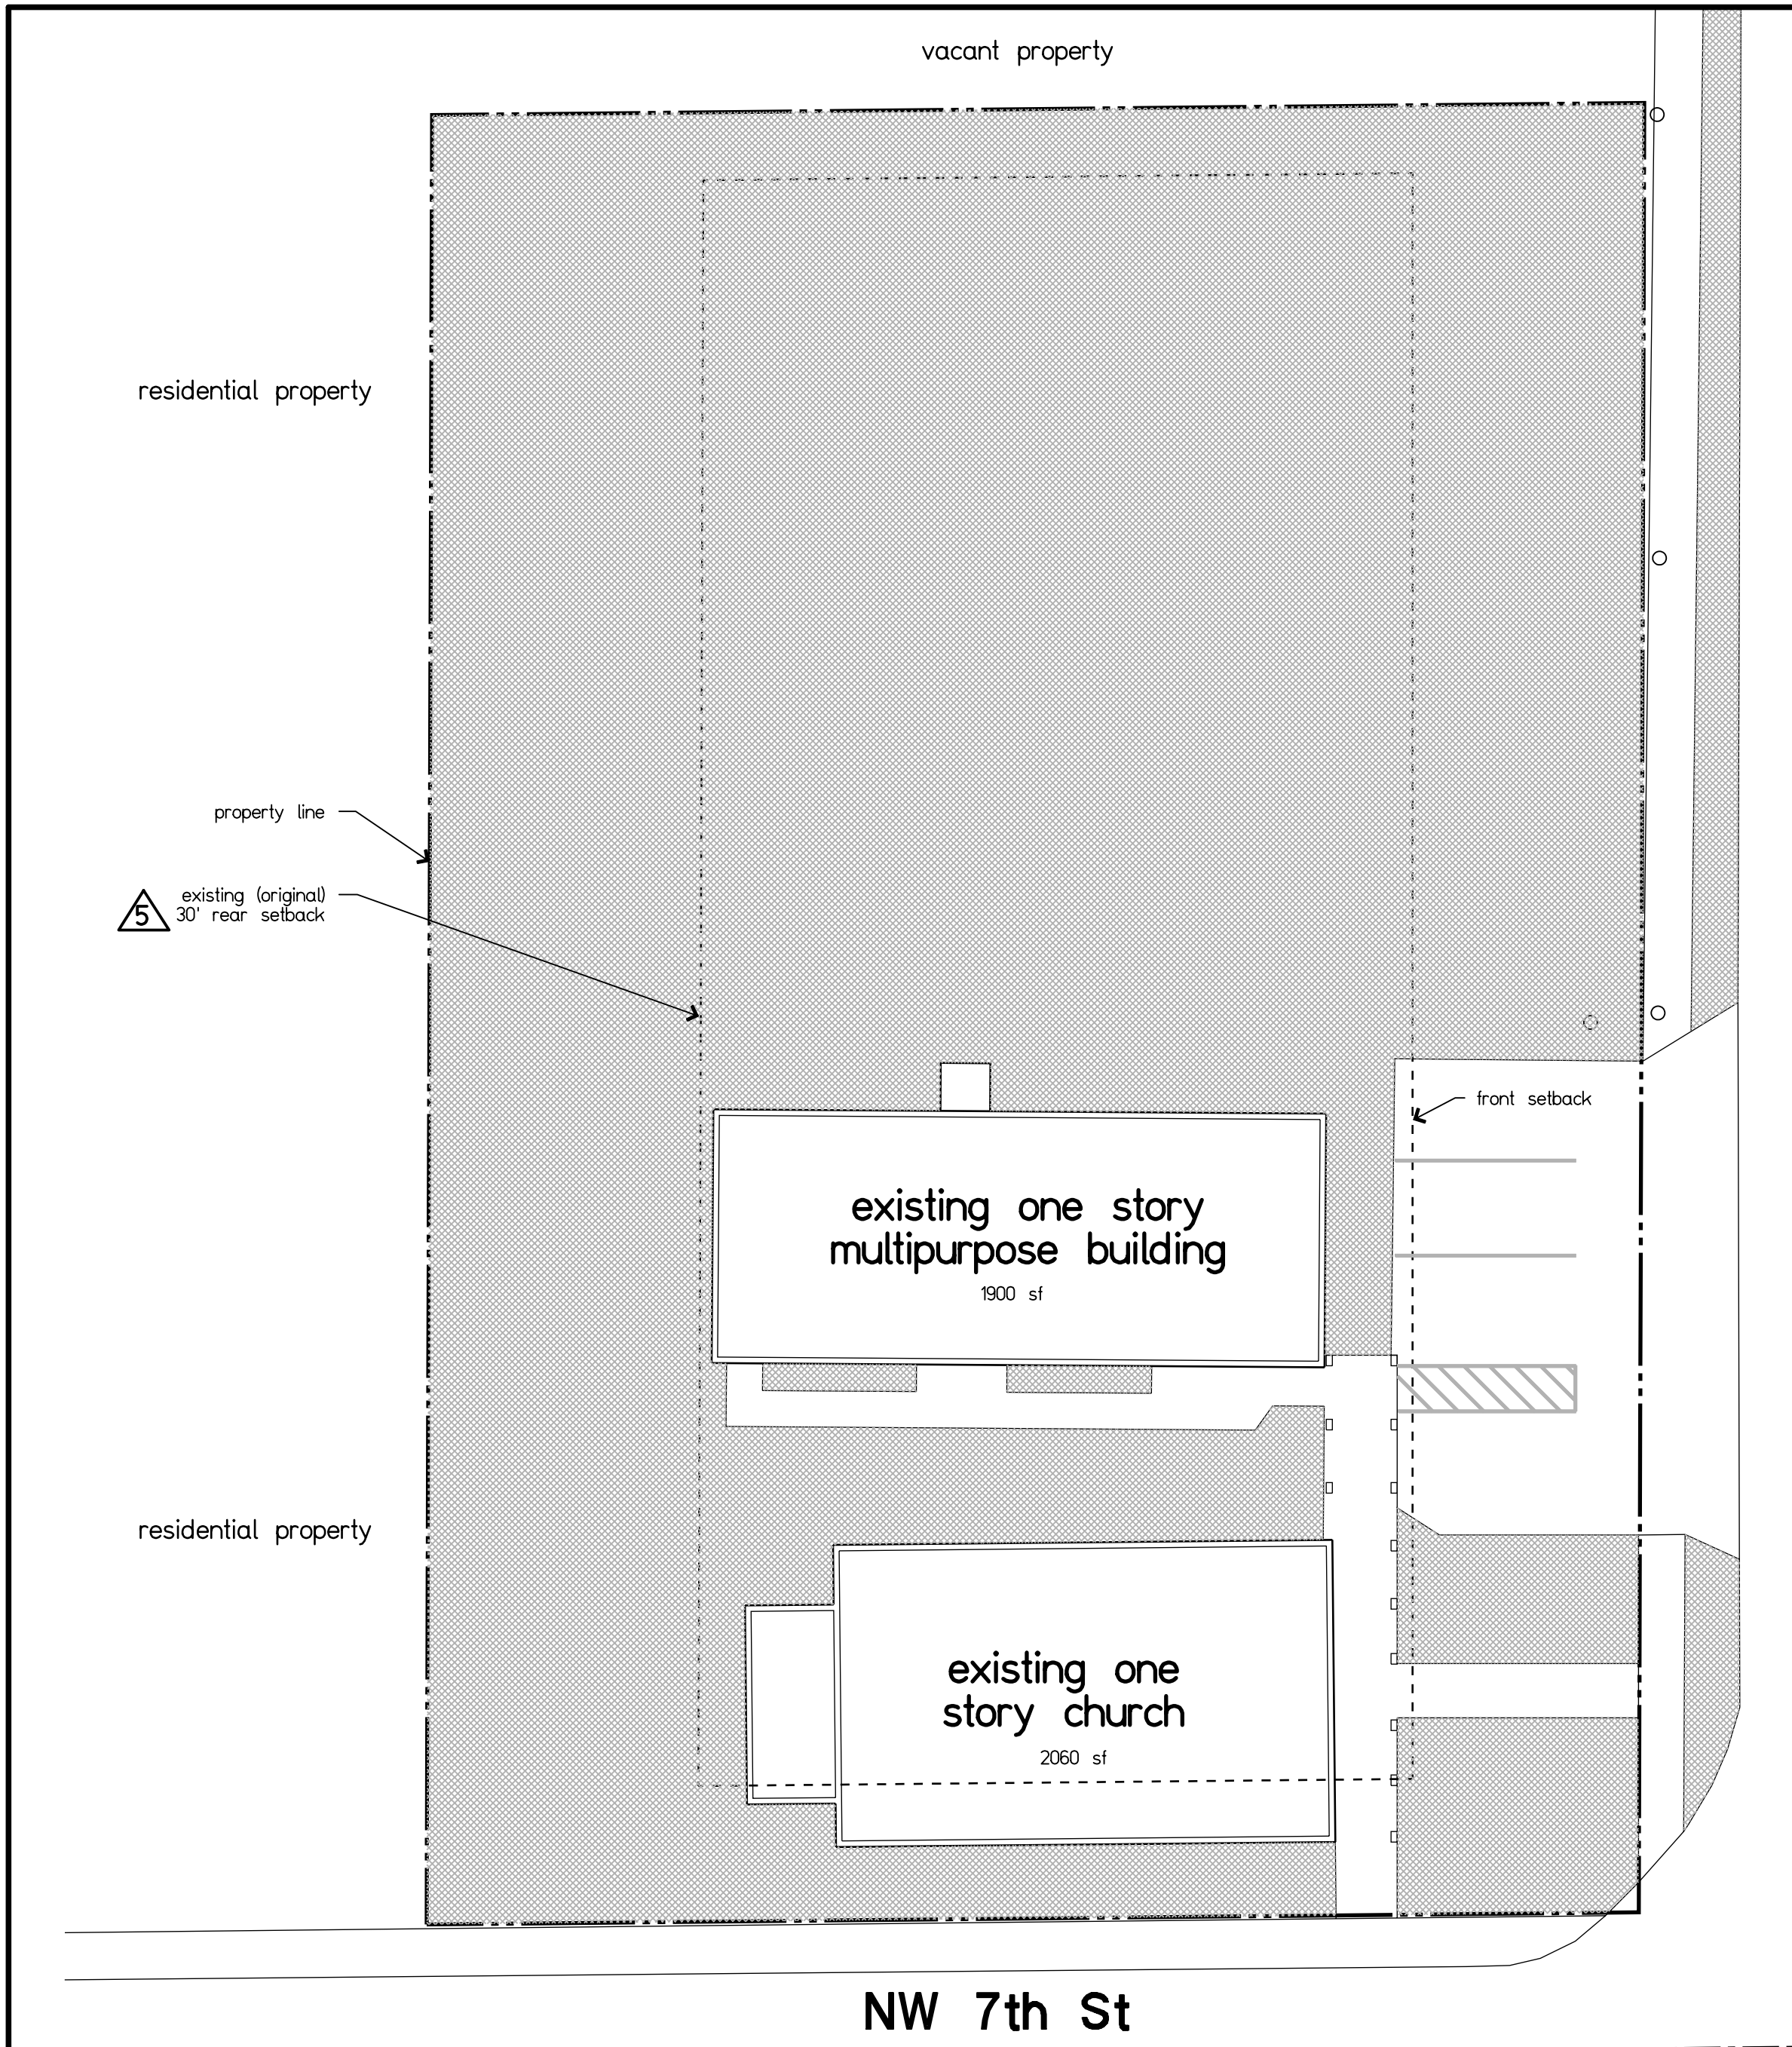 vacant property
residential property
property line
5
existing (original)
30' rear setback
front setback
existing one story
multipurpose building
1900 sf
residential property
existing one
story church
2060 sf
NW 7th St